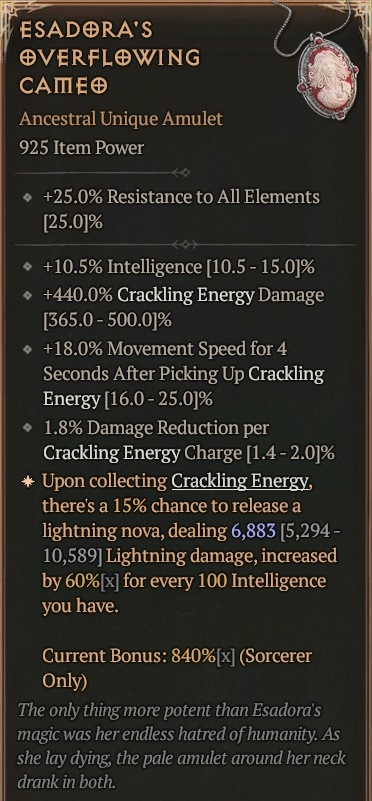 ESADORA'S
OVERFLOWING
CAMEO
Ancestral Unique Amulet
925 Item Power
+25.0% Resistance to All Elements
[25.0]%
+10.5% Intelligence [10.5 - 15.0]%
+440.0% Crackling Energy Damage
[365.0 - 500.0]%
+18.0% Movement Speed for 4
Seconds After Picking Up Crackling
Energy [16.0 - 25.0]%
1.8% Damage Reduction per
Crackling Energy Charge [1.4 - 2.0]%
Upon collecting Crackling Energy,
there's a 15% chance to release a
lightning nova, dealing 6,883 [5,294 -
10,589] Lightning damage, increased
by 60%[x] for every 100 Intelligence
you have.
Current Bonus: 840%[x] (Sorcerer
Only)
The only thing more potent than Esadora's
magic was her endless hatred of humanity. As
she lay dying, the pale amulet around her neck
drank in both.